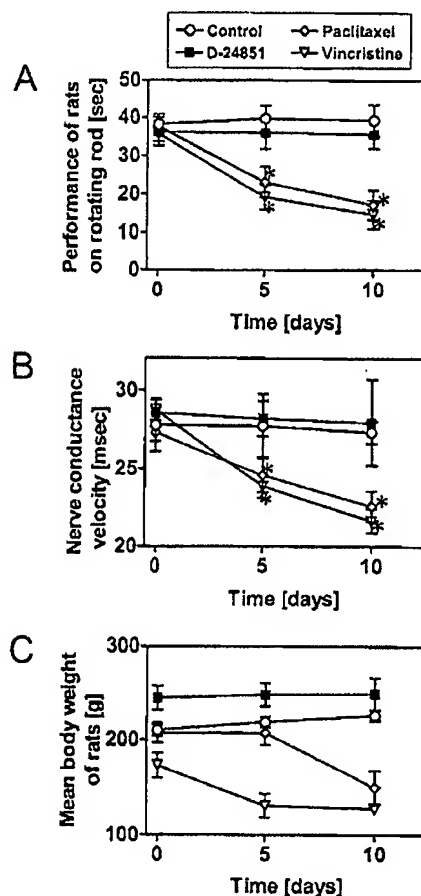 Control Paclitaxel
D-24851 Vincristine
A
Performance of rats
on rotating rod [sec]
50
40
30
20
10
0
* * * *
0 5 10
Time [days]
B
Nerve conductance
velocity [msec]
30
25
20
* * * *
0 5 10
Time [days]
C
Mean body weight
of rats [g]
300
200
100
0 5 10
Time [days]